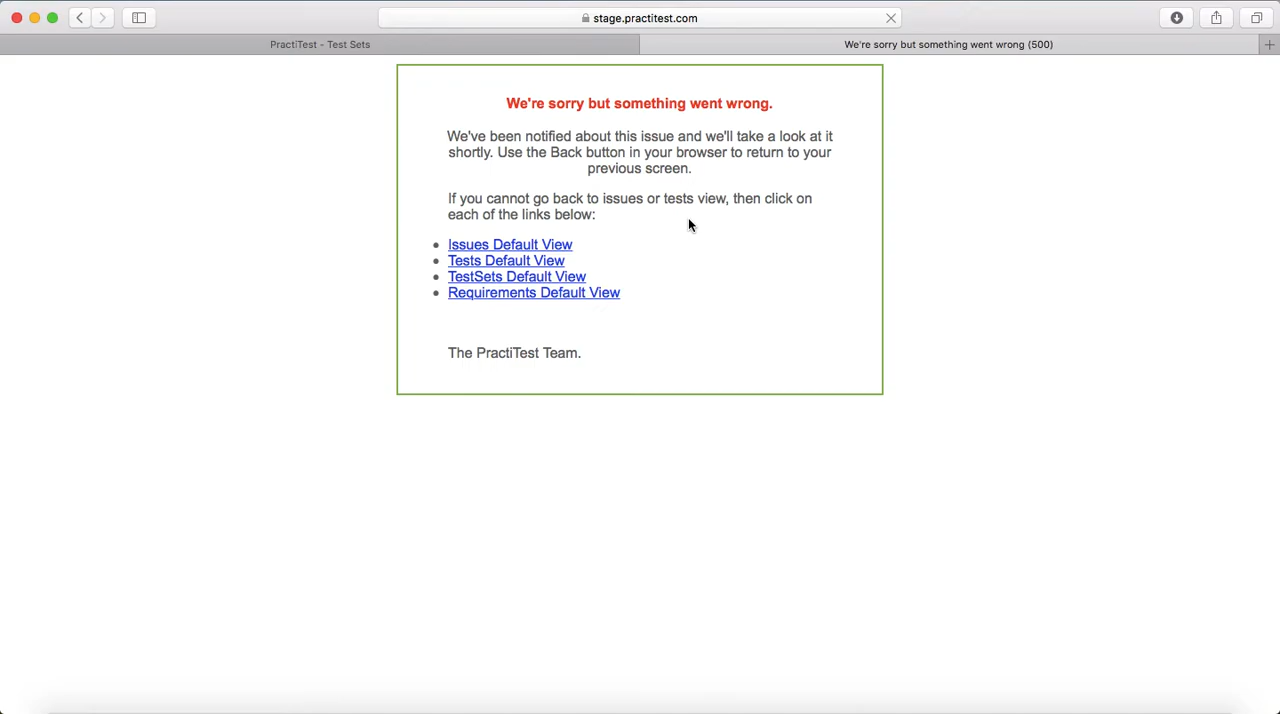 stage.practitest.com
PractiTest - Test Sets
We're sorry but something went wrong (500)
We're sorry but something went wrong.
We've been notified about this issue and we'll take a look at it
shortly. Use the Back button in your browser to return to your
previous screen.
If you cannot go back to issues or tests view, then click on
each of the links below:
Issues Default View
Tests Default View
TestSets Default View
Requirements Default View
The PractiTest Team.